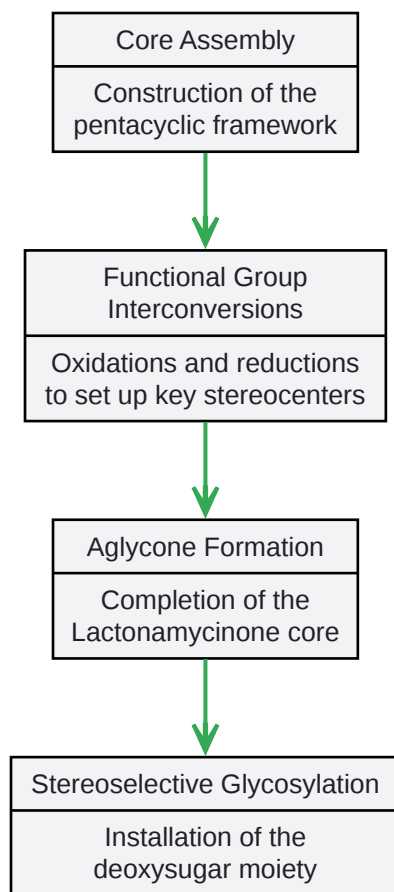 Core Assembly
Construction of the
pentacyclic framework
Functional Group
Interconversions
Oxidations and reductions
to set up key stereocenters
Aglycone Formation
Completion of the
Lactonamycinone core
Stereoselective Glycosylation
Installation of the
deoxysugar moiety